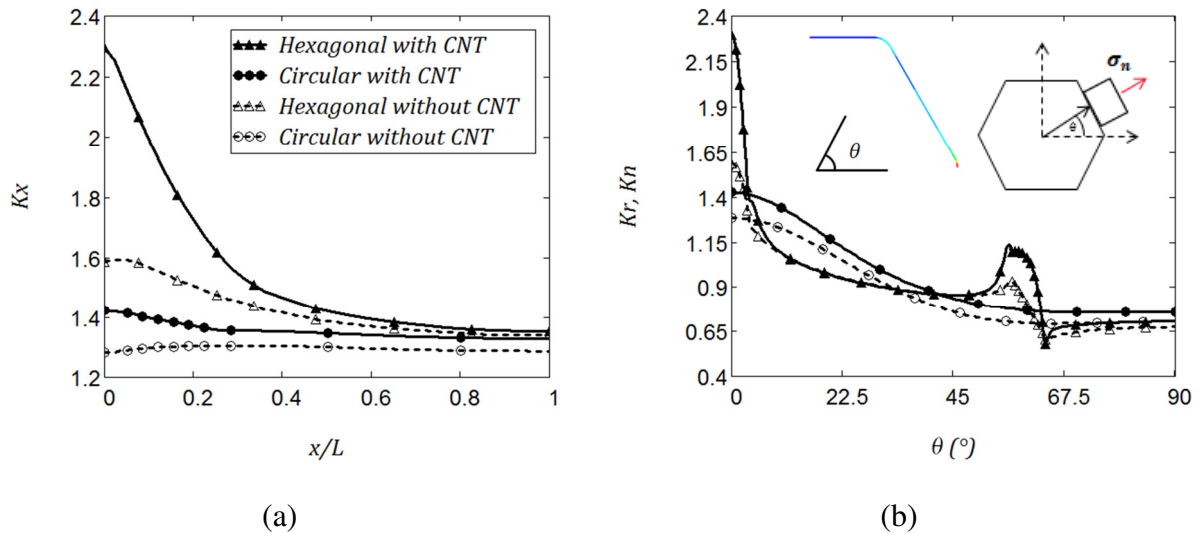 2.4
2.2
2
1.8
1.6
1.4
1.2
0
0.2
0.4
0.6
0.8
1
Kx
x/L
Hexagonal with CNT
Circular with CNT
Hexagonal without CNT
Circular without CNT
(a)
2.4
2.15
1.9
1.65
1.4
1.15
0.9
0.65
0.4
0
22.5
45
67.5
90
Kr, Kn
θ (°)
θ
σn
θ
(b)